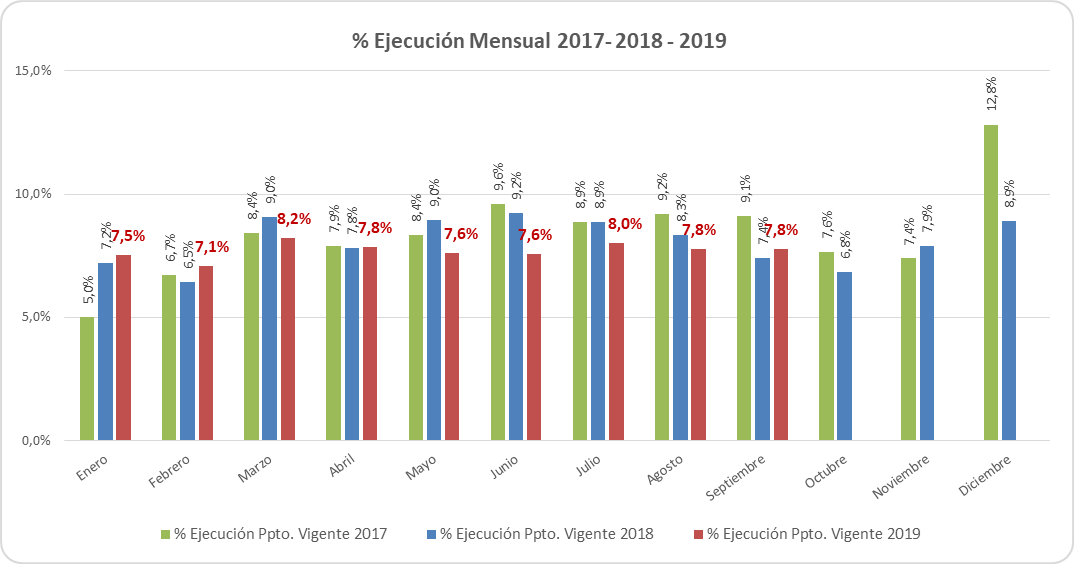 % Ejecución Mensual 2017- 2018 - 2019
15,0%
10,0%
5,0%
0,0%
5,0%
7,2%
7,5%
6,7%
6,5%
7,1%
8,4%
9,0%
8,2%
7,9%
7,8%
7,8%
8,4%
9,0%
7,6%
9,6%
9,2%
7,6%
8,9%
8,9%
8,0%
9,2%
8,3%
7,8%
9,1%
7,4%
7,8%
7,6%
6,8%
7,4%
7,9%
12,8%
8,9%
Enero
Febrero
Marzo
Abril
Mayo
Junio
Julio
Agosto
Septiembre
Octubre
Noviembre
Diciembre
% Ejecución Ppto. Vigente 2017
% Ejecución Ppto. Vigente 2018
% Ejecución Ppto. Vigente 2019